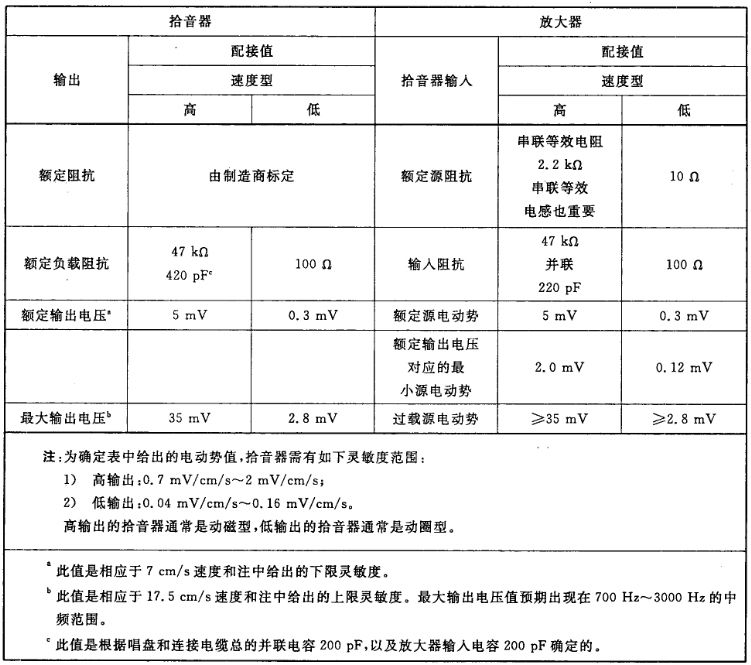 拾音器 放大器
配接值 配接值
输出 速度型 拾音器输入 速度型
高 低 高 低
额定阻抗 由制造商标定 额定源阻抗 串联等效电阻 2.2 kΩ 串联等效 电感也重要 10 Ω
额定负载阻抗 47 kΩ 420 pFᶜ 100 Ω 输入阻抗 47 kΩ 并联 220 pF 100 Ω
额定输出电压ᵃ 5 mV 0.3 mV 额定源电动势 5 mV 0.3 mV
额定输出电压 对应的最 小源电动势 2.0 mV 0.12 mV
最大输出电压ᵇ 35 mV 2.8 mV 过载源电动势 ⩾35 mV ⩾2.8 mV
注:为确定表中给出的电动势值,拾音器需有如下灵敏度范围:
1) 高输出:0.7 mV/cm/s～2 mV/cm/s;
2) 低输出:0.04 mV/cm/s～0.16 mV/cm/s。
高输出的拾音器通常是动磁型,低输出的拾音器通常是动圈型。
ᵃ 此值是相应于 7 cm/s 速度和注中给出的下限灵敏度。
ᵇ 此值是相应于 17.5 cm/s 速度和注中给出的上限灵敏度。最大输出电压值预期出现在 700 Hz～3000 Hz 的中
频范围。
ᶜ 此值是根据唱盘和连接电缆总的并联电容 200 pF,以及放大器输入电容 200 pF 确定的。